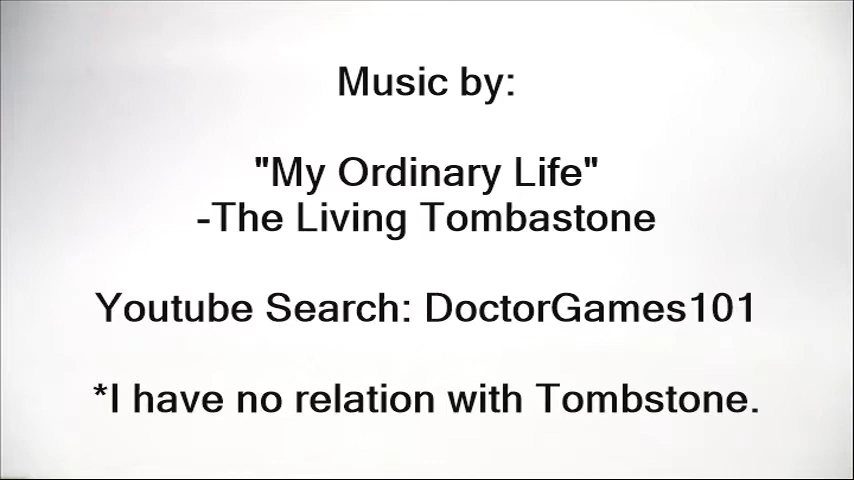 Music by:
"My Ordinary Life"
-The Living Tombastone
Youtube Search: DoctorGames101
*I have no relation with Tombstone.